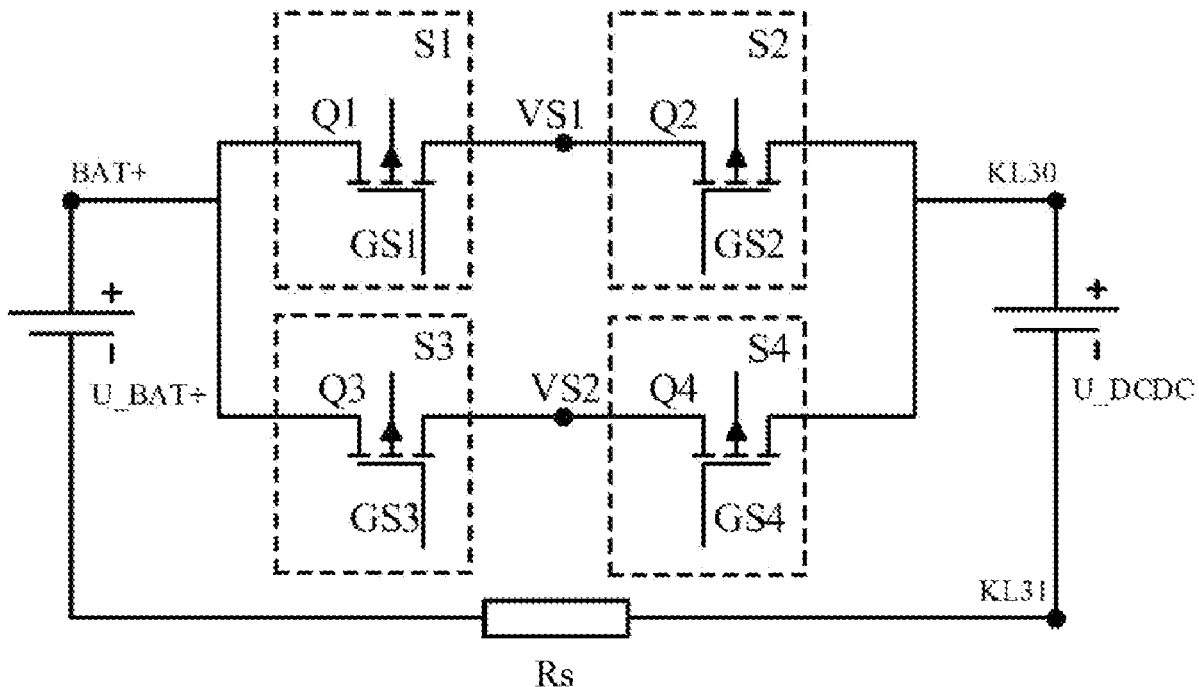 S1
S2
Q1
VS1
Q2
BAT+
KL30
GS1
GS2
+
+
S3
S4
Q3
VS2
Q4
U_BAT+
U_DCDC
GS3
GS4
KL31
Rs